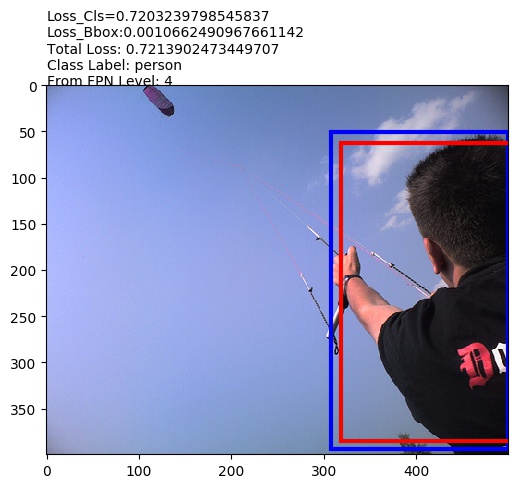 Loss_Cls=0.7203239798545837
Loss_Bbox:0.0010662490967661142
Total Loss: 0.7213902473449707
Class Label: person
From FPN Level: 4
0
50
100
150
200
250
300
350
0 100 200 300 400